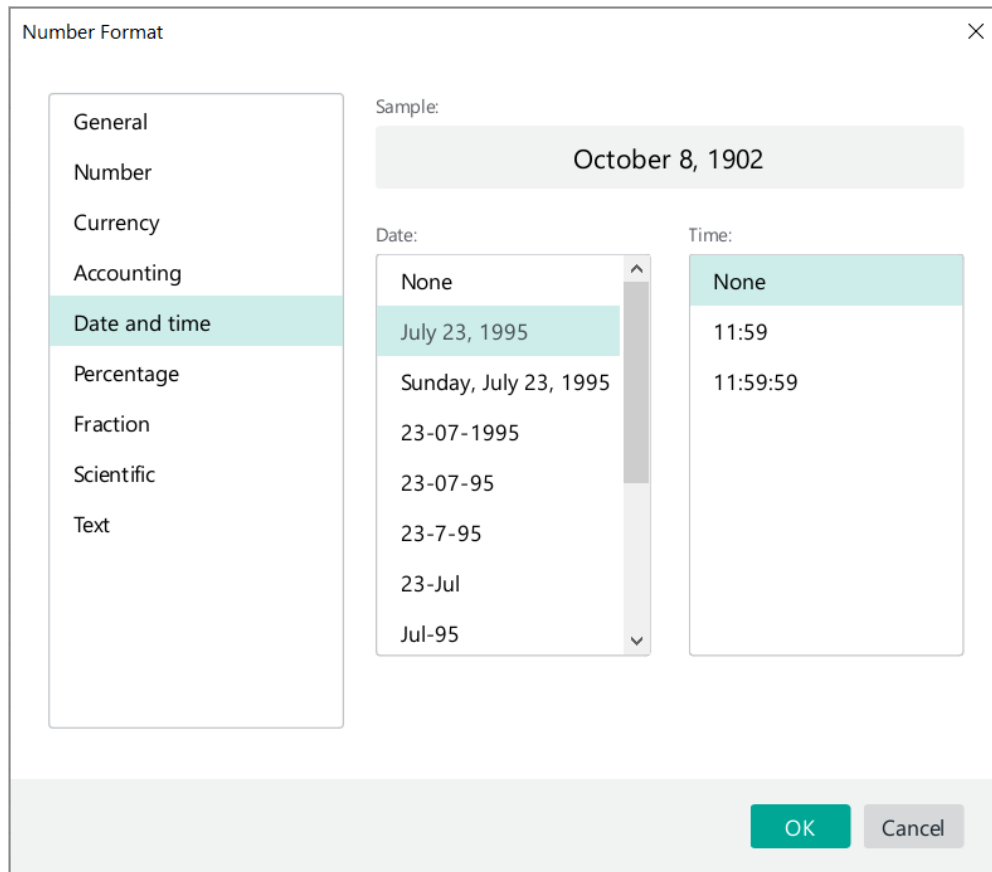 Number Format
General
Number
Currency
Accounting
Date and time
Percentage
Fraction
Scientific
Text
Sample:
October 8, 1902
Date:
None
July 23, 1995
Sunday, July 23, 1995
23-07-1995
23-07-95
23-7-95
23-Jul
Jul-95
Time:
None
11:59
11:59:59
OK
Cancel